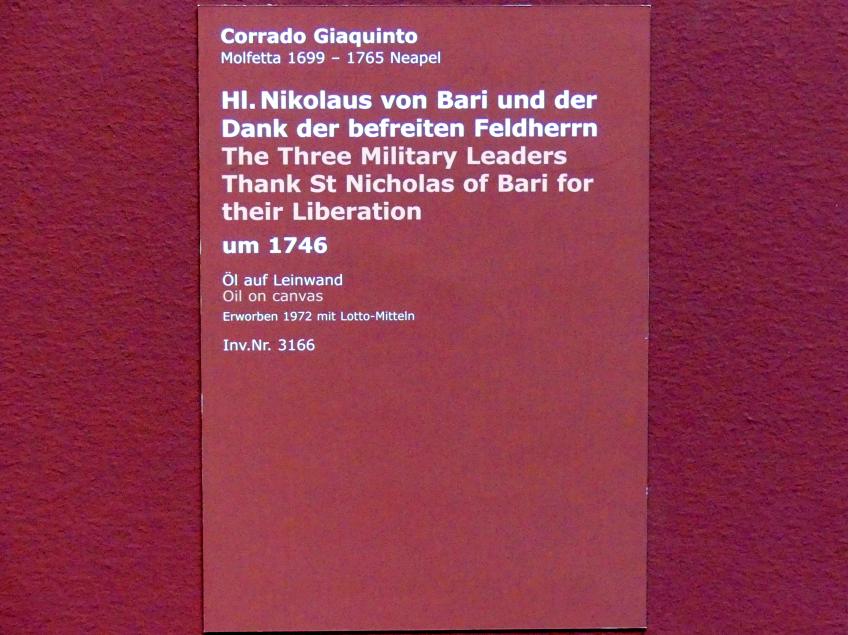 Corrado Giaquinto
Molfetta 1699 – 1765 Neapel
Hl. Nikolaus von Bari und der
Dank der befreiten Feldherrn
The Three Military Leaders
Thank St Nicholas of Bari for
their Liberation
um 1746
Öl auf Leinwand
Oil on canvas
Erworben 1972 mit Lotto-Mitteln
Inv.Nr. 3166